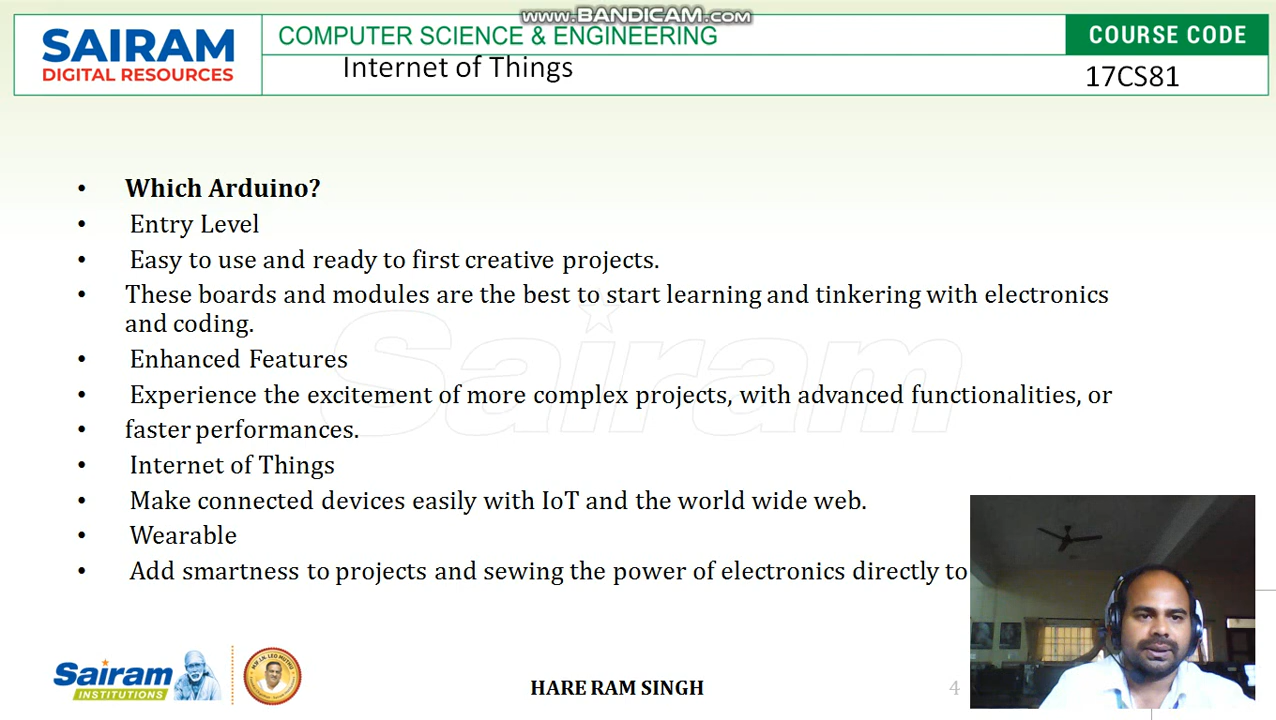 www.BANDICAM.com
SAIRAM
DIGITAL RESOURCES
COMPUTER SCIENCE & ENGINEERING
COURSE CODE
Internet of Things
17CS81
• Which Arduino?
• Entry Level
• Easy to use and ready to first creative projects.
• These boards and modules are the best to start learning and tinkering with electronics
and coding.
• Enhanced Features
• Experience the excitement of more complex projects, with advanced functionalities, or
• faster performances.
• Internet of Things
• Make connected devices easily with IoT and the world wide web.
• Wearable
• Add smartness to projects and sewing the power of electronics directly to
Sairam
Sairam
INSTITUTIONS
HARE RAM SINGH
4